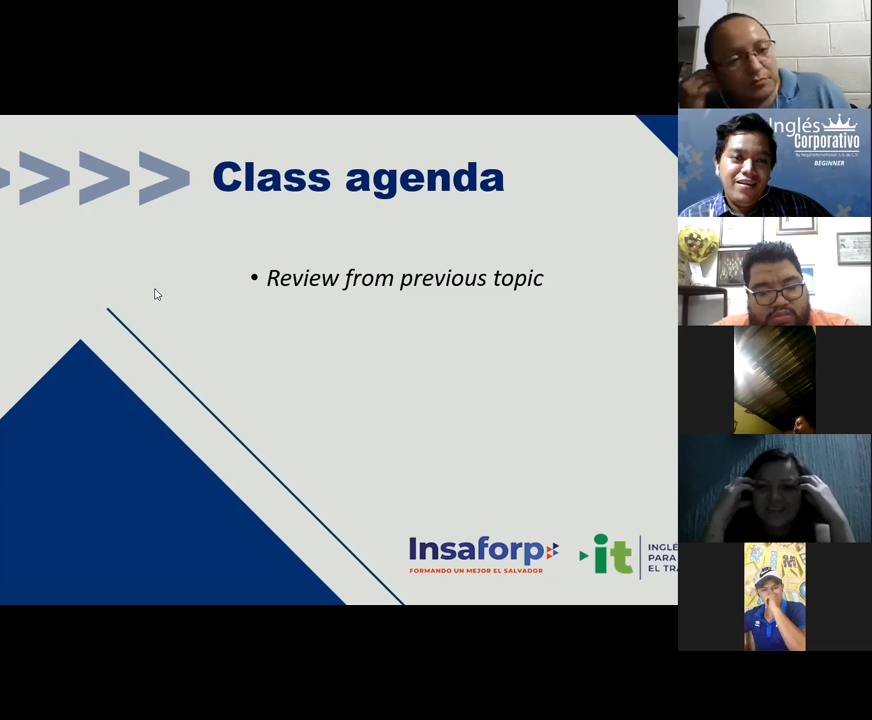 >>>> Class agenda
• Review from previous topic
Insaforp
FORMANDO UN MEJOR EL SALVADOR
it
INGLÉ
PARA
EL TRA
Inglés
Corporativo
BEGINNER